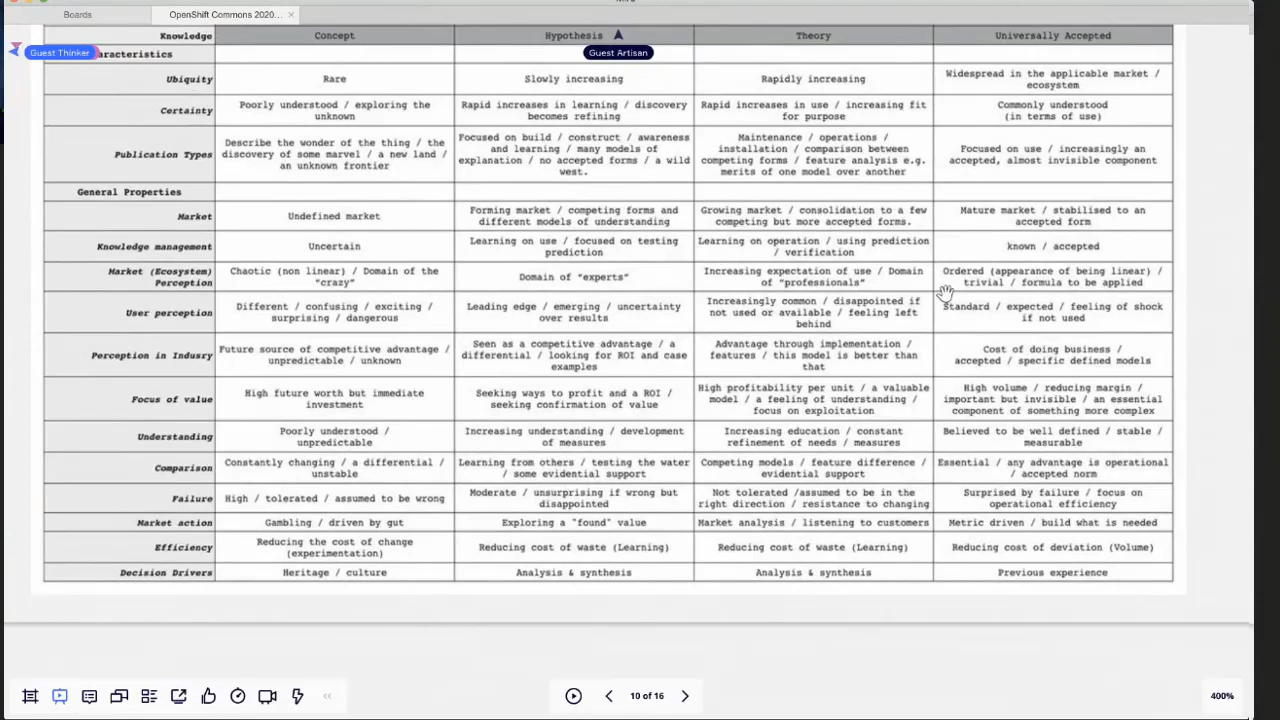 Boards
OpenShift Commons 2020...
Knowledge Concept Hypothesis Theory Universally Accepted
Guest Thinker
Guest Artisan
aracteristics
Ubiquity Rare Slowly increasing Rapidly increasing Widespread in the applicable market /
ecosystem
Certainty Poorly understood / exploring the
unknown
Rapid increases in learning / discovery
becomes refining
Rapid increases in use / increasing fit
for purpose
Commonly understood
(in terms of use)
Publication Types Describe the wonder of the thing / the
discovery of some marvel / a new land /
an unknown frontier
Focused on build / construct / awareness
and learning / many models of
explanation / no accepted forms / a wild
west.
Maintenance / operations /
installation / comparison between
competing forms / feature analysis e.g.
merits of one model over another
Focused on use / increasingly an
accepted, almost invisible component
General Properties
Market Undefined market
Forming market / competing forms and
different models of understanding
Growing market / consolidation to a few
competing but more accepted forms.
Mature market / stabilised to an
accepted form
Knowledge management Uncertain
Learning on use / focused on testing
prediction
Learning on operation / using prediction
/ verification
known / accepted
Market (Ecosystem)
Perception
Chaotic (non linear) / Domain of the
"crazy"
Domain of "experts"
Increasing expectation of use / Domain
of "professionals"
Ordered (appearance of being linear) /
trivial / formula to be applied
User perception
Different / confusing / exciting /
surprising / dangerous
Leading edge / emerging / uncertainty
over results
Increasingly common / disappointed if
not used or available / feeling left
behind
Standard / expected / feeling of shock
if not used
Perception in Indusry
Future source of competitive advantage /
unpredictable / unknown
Seen as a competitive advantage / a
differential / looking for ROI and case
examples
Advantage through implementation /
features / this model is better than
that
Cost of doing business /
accepted / specific defined models
Focus of value
High future worth but immediate
investment
Seeking ways to profit and a ROI /
seeking confirmation of value
High profitability per unit / a valuable
model / a feeling of understanding /
focus on exploitation
High volume / reducing margin /
important but invisible / an essential
component of something more complex
Understanding
Poorly understood /
unpredictable
Increasing understanding / development
of measures
Increasing education / constant
refinement of needs / measures
Believed to be well defined / stable /
measurable
Comparison
Constantly changing / a differential /
unstable
Learning from others / testing the water
/ some evidential support
Competing models / feature difference /
evidential support
Essential / any advantage is operational
/ accepted norm
Failure High / tolerated / assumed to be wrong
Moderate / unsurprising if wrong but
disappointed
Not tolerated /assumed to be in the
right direction / resistance to changing
Surprised by failure / focus on
operational efficiency
Market action Gambling / driven by gut Exploring a "found" value Market analysis / listening to customers Metric driven / build what is needed
Efficiency
Reducing the cost of change
(experimentation)
Reducing cost of waste (Learning) Reducing cost of waste (Learning) Reducing cost of deviation (Volume)
Decision Drivers Heritage / culture Analysis & synthesis Analysis & synthesis Previous experience
10 of 16
400%